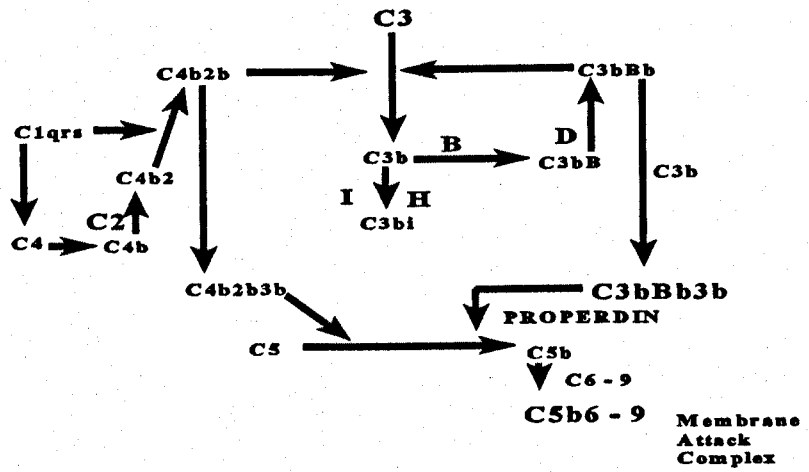 C3
C4b2b
C3bBb
C1qrs
B
D
C3b
C3bB
C3b
C4b2
I
H
C2
C3bi
C4
C4b
C4b2b3b
C3bBb3b
PROPERDIN
C5
C5b
C6 - 9
C5b6 - 9
Membrane
Attack
Complex